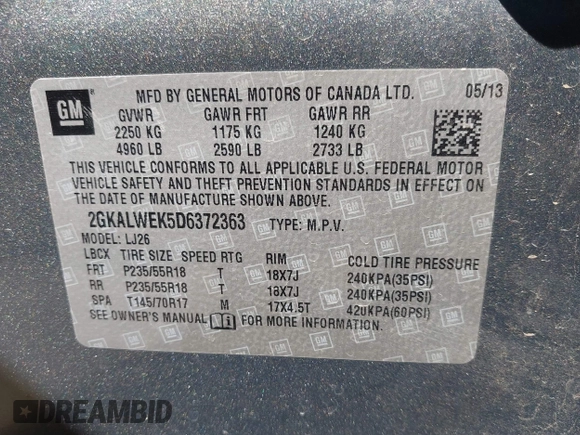 GM
MFD BY GENERAL MOTORS OF CANADA LTD. 05/13
GVWR GAWR FRT GAWR RR
2250 KG 1175 KG 1240 KG
4960 LB 2590 LB 2733 LB
THIS VEHICLE CONFORMS TO ALL APPLICABLE U.S. FEDERAL MOTOR
VEHICLE SAFETY AND THEFT PREVENTION STANDARDS IN EFFECT ON
THE DATE OF MANUFACTURE SHOWN ABOVE.
2GKALWEK5D6372363 TYPE: M.P.V.
MODEL: LJ26
LBCX TIRE SIZE SPEED RTG RIM COLD TIRE PRESSURE
FRT P235/55R18 T 18X7J 240KPA(35PSI)
RR P235/55R18 T 18X7J 240KPA(35PSI)
SPA T145/70R17 M 17X4.5T 420KPA(60PSI)
SEE OWNER'S MANUAL FOR MORE INFORMATION.
DREAMBID